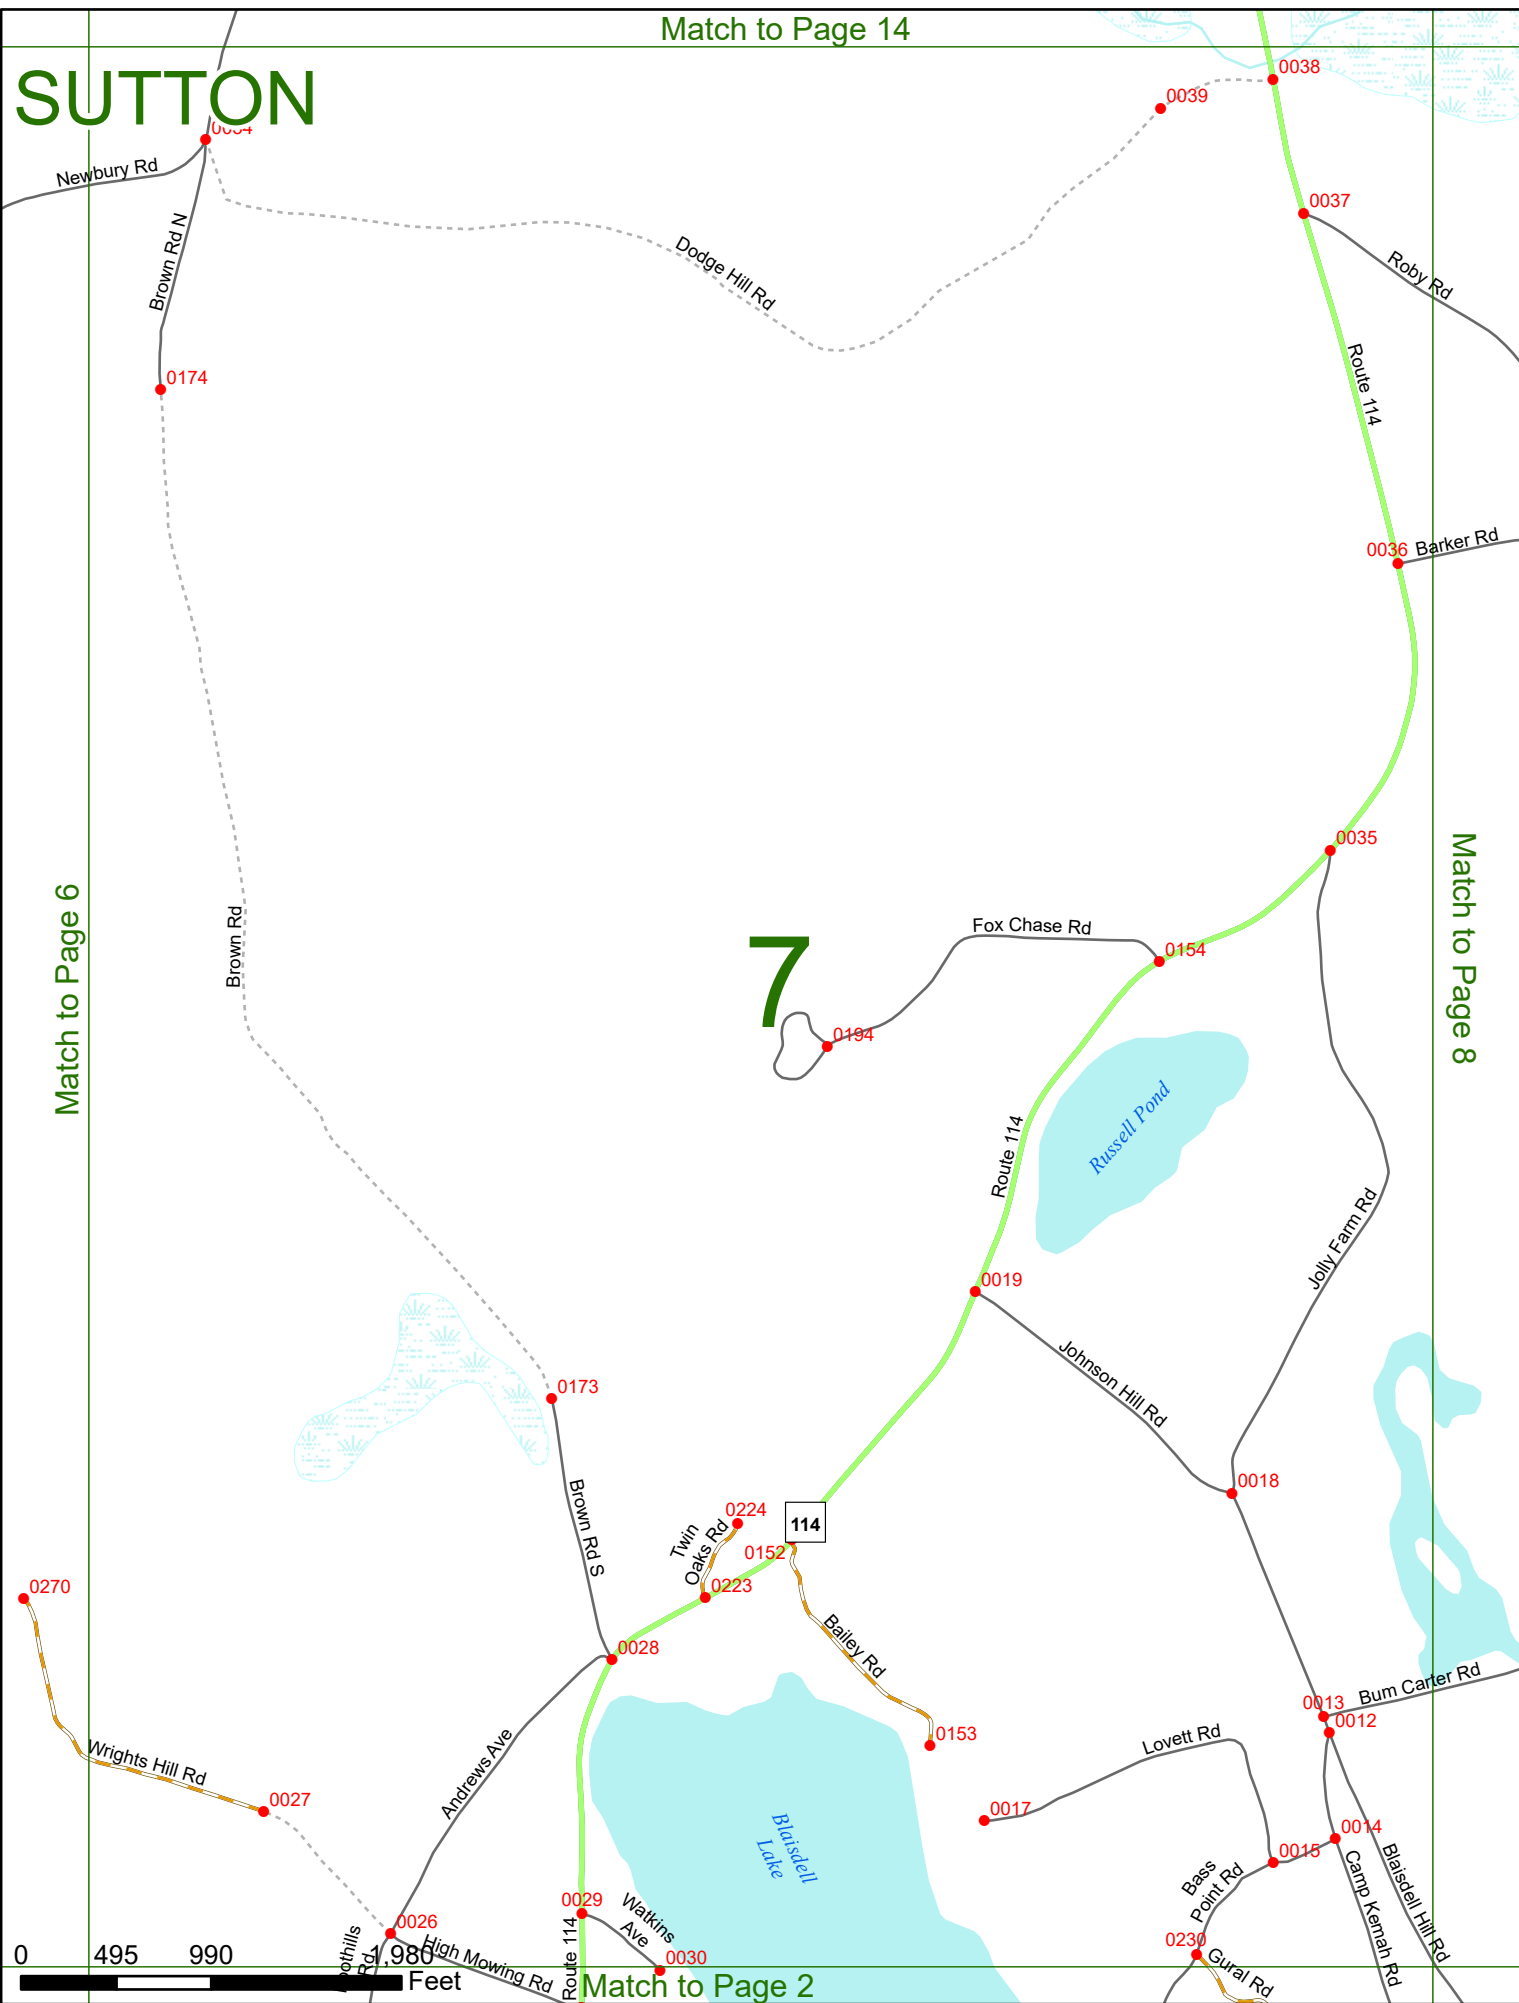 Match to Page 14
SUTTON
0038
0039
Newbury Rd
0037
Brown Rd N
Dodge Hill Rd
Roby Rd
Route 114
0174
0036
Barker Rd
0035
Match to Page 6
Match to Page 8
Brown Rd
Fox Chase Rd
7
0154
0194
Russell Pond
Route 114
Jolly Farm Rd
0019
Johnson Hill Rd
0173
0018
Brown Rd S
Twin
Oaks Rd
0224
114
0152
0223
0270
Bailey Rd
0028
Bum Carter Rd
0013
0012
0153
Lovett Rd
Wrights Hill Rd
Andrews Ave
0027
0017
Blaisdell
Lake
0014
0015
Bass
Point Rd
Camp Kemah Rd
Blaisdell Hill Rd
0029
Watkins
Ave
0026
High Mowing Rd
Route 114
0030
0230
Gural Rd
Rd
0 495 990 1,980
Feet
Match to Page 2